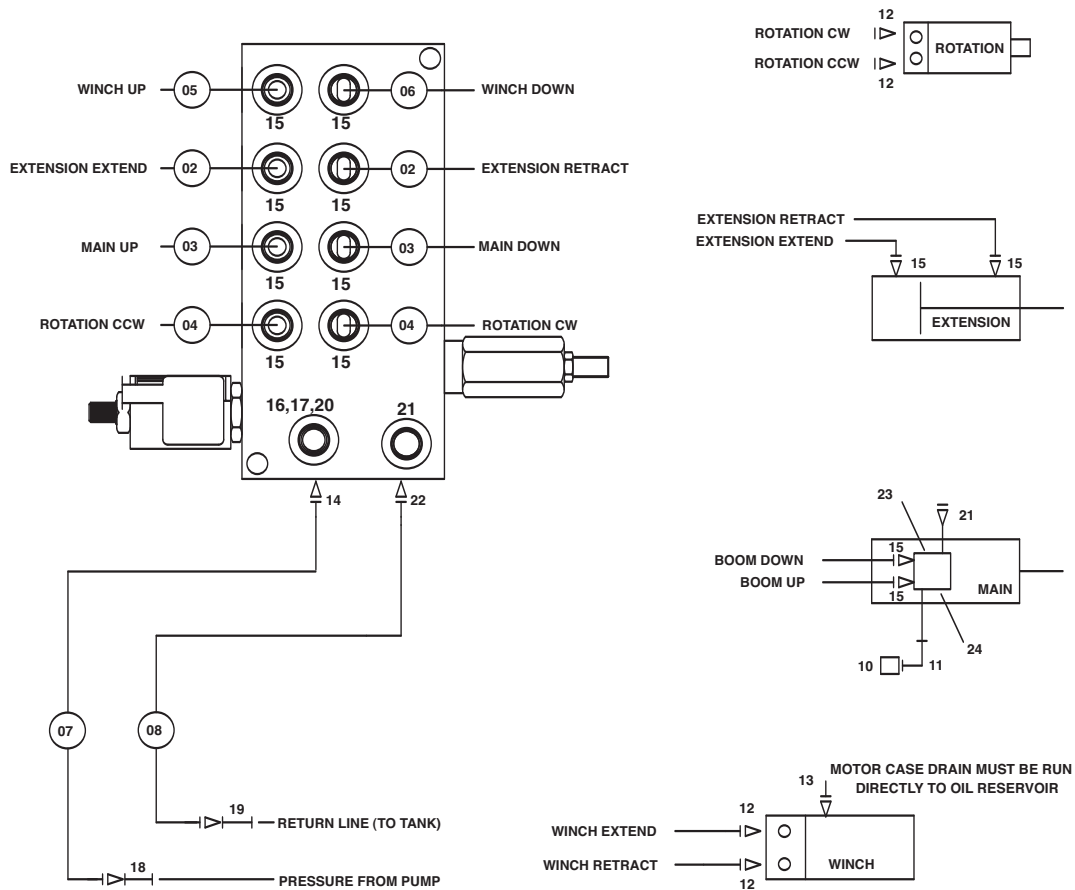 WINCH UP 05 06 WINCH DOWN
15 15
EXTENSION EXTEND 02 02 EXTENSION RETRACT
15 15
MAIN UP 03 03 MAIN DOWN
15 15
ROTATION CCW 04 04 ROTATION CW
15 15
16,17,20 21
14 22
07 08
19 RETURN LINE (TO TANK)
18 PRESSURE FROM PUMP
12
ROTATION CW
ROTATION
ROTATION CCW
12
EXTENSION RETRACT
EXTENSION EXTEND
15 15
EXTENSION
23
21
15
BOOM DOWN
BOOM UP
MAIN
15
24
10 11
MOTOR CASE DRAIN MUST BE RUN
13
DIRECTLY TO OIL RESERVOIR
12
WINCH EXTEND
WINCH RETRACT
WINCH
12